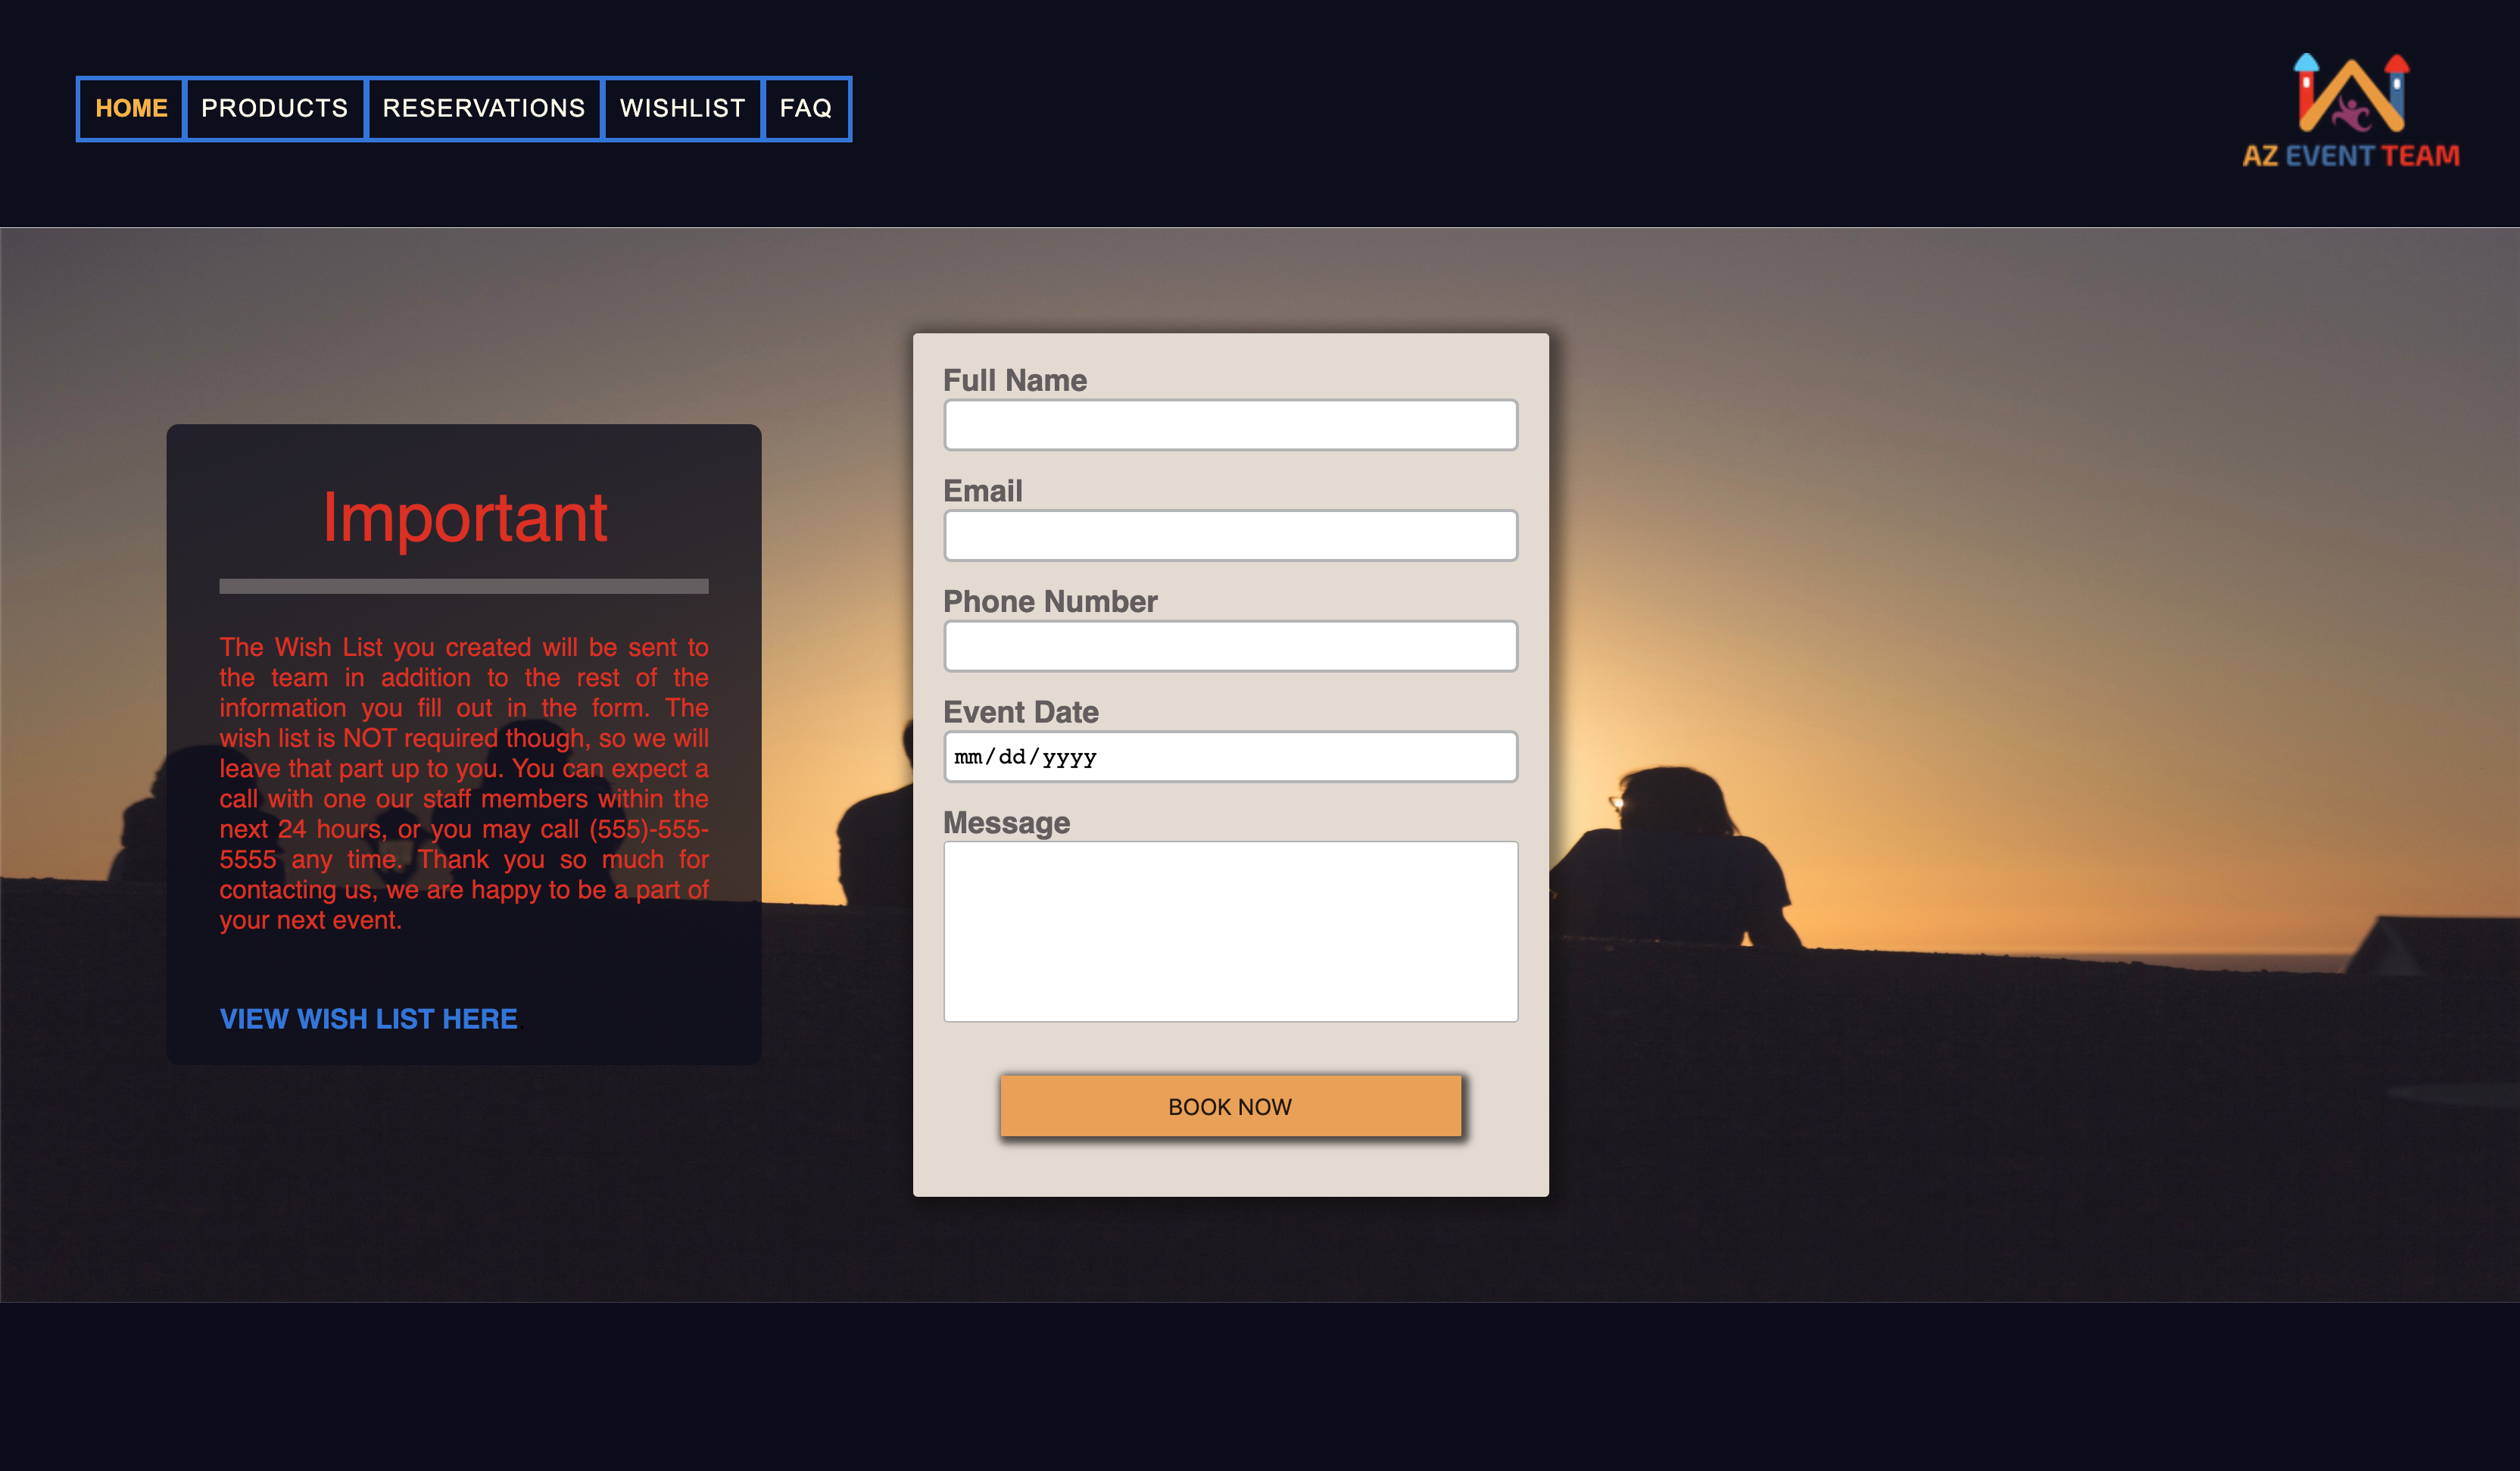 HOME PRODUCTS RESERVATIONS WISHLIST FAQ
AZ EVENT TEAM
Important
The Wish List you created will be sent to
the team in addition to the rest of the
information you fill out in the form. The
wish list is NOT required though, so we will
leave that part up to you. You can expect a
call with one our staff members within the
next 24 hours, or you may call (555)-555-
5555 any time. Thank you so much for
contacting us, we are happy to be a part of
your next event.
VIEW WISH LIST HERE.
Full Name
Email
Phone Number
Event Date
mm/dd/yyyy
Message
BOOK NOW